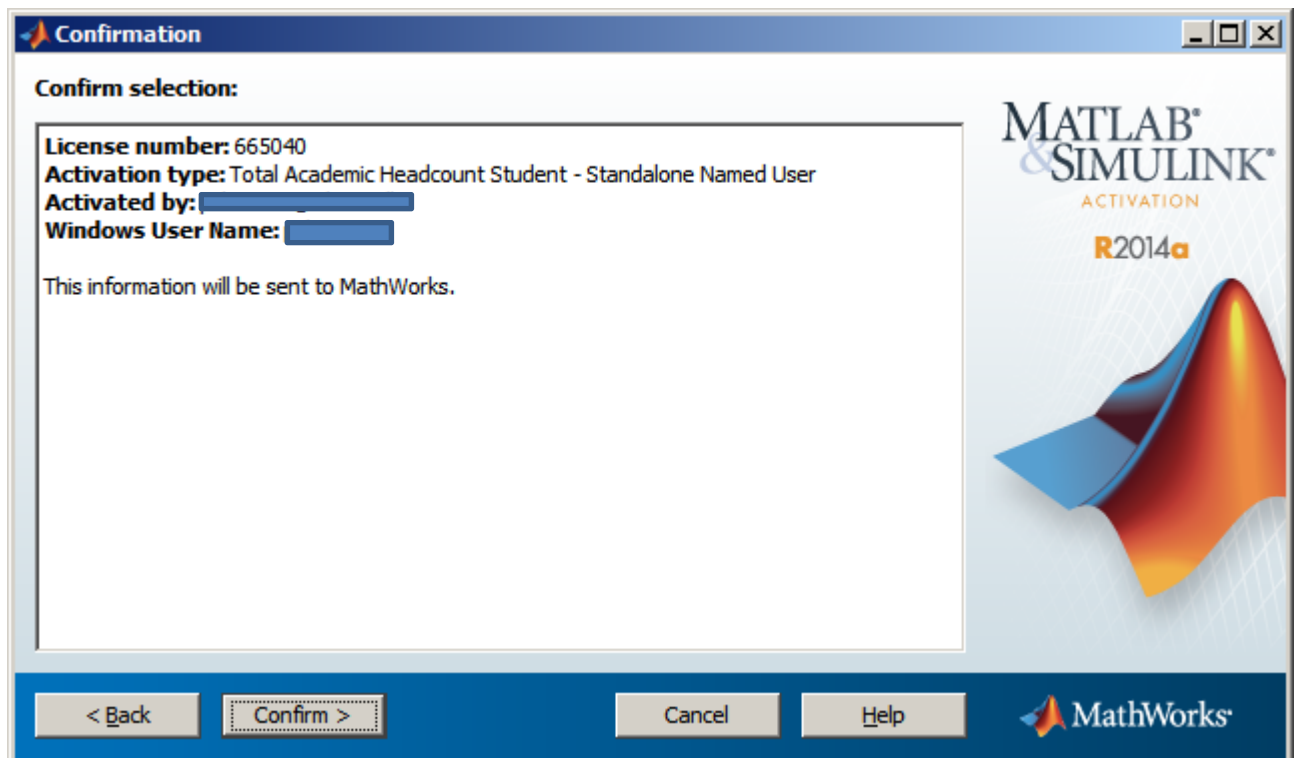 Confirmation
Confirm selection:
License number: 665040
Activation type: Total Academic Headcount Student - Standalone Named User
Activated by:
Windows User Name:
This information will be sent to MathWorks.
MATLAB®
&SIMULINK®
ACTIVATION
R2014a
< Back
Confirm >
Cancel
Help
MathWorks®